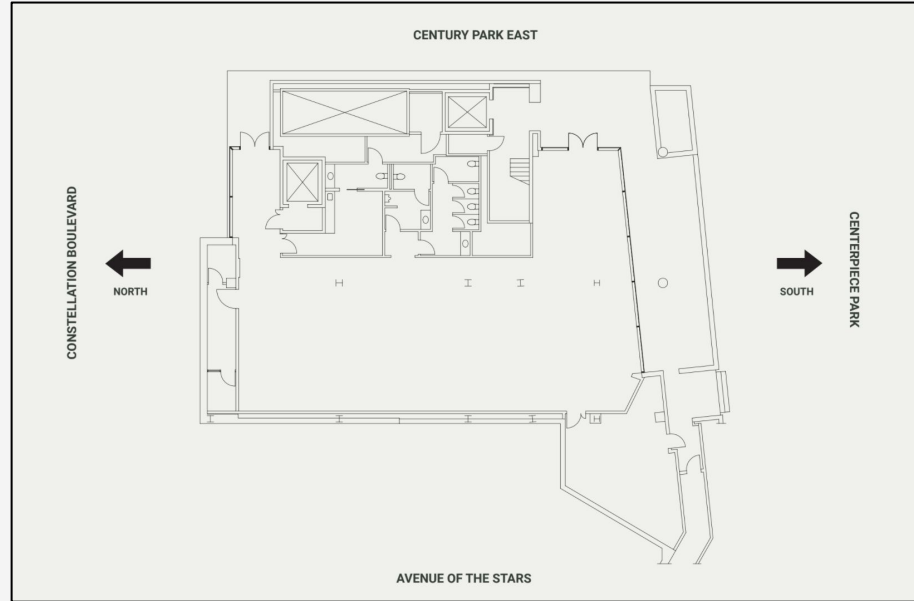 CENTURY PARK EAST
CONSTELLATION BOULEVARD
NORTH
SOUTH
CENTERPIECE PARK
AVENUE OF THE STARS